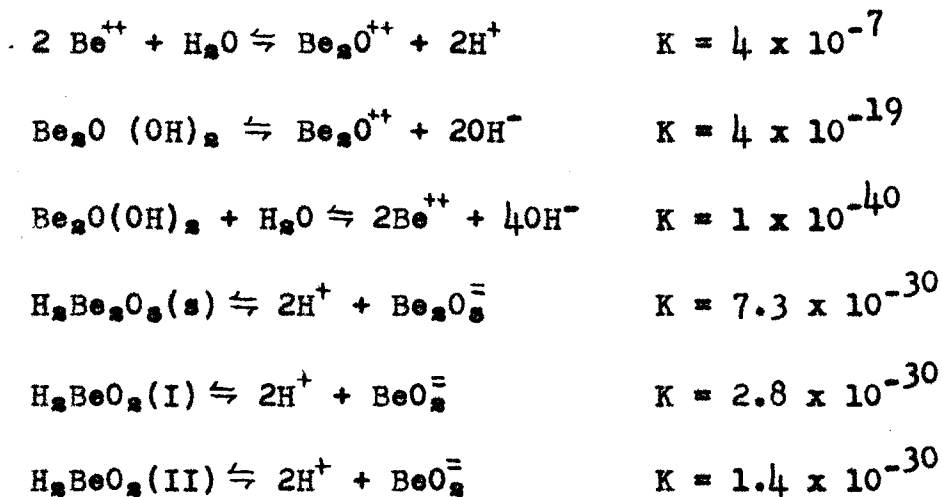 2 Be⁺⁺ + H₂O ⇋ Be₂O⁺⁺ + 2H⁺ K = 4 x 10⁻⁷
Be₂O (OH)₂ ⇋ Be₂O⁺⁺ + 2OH⁻ K = 4 x 10⁻¹⁹
Be₂O(OH)₂ + H₂O ⇋ 2Be⁺⁺ + 4OH⁻ K = 1 x 10⁻⁴⁰
H₂Be₂O₃(s) ⇋ 2H⁺ + Be₂O₃⁼ K = 7.3 x 10⁻³⁰
H₂BeO₂(I) ⇋ 2H⁺ + BeO₂⁼ K = 2.8 x 10⁻³⁰
H₂BeO₂(II) ⇋ 2H⁺ + BeO₂⁼ K = 1.4 x 10⁻³⁰